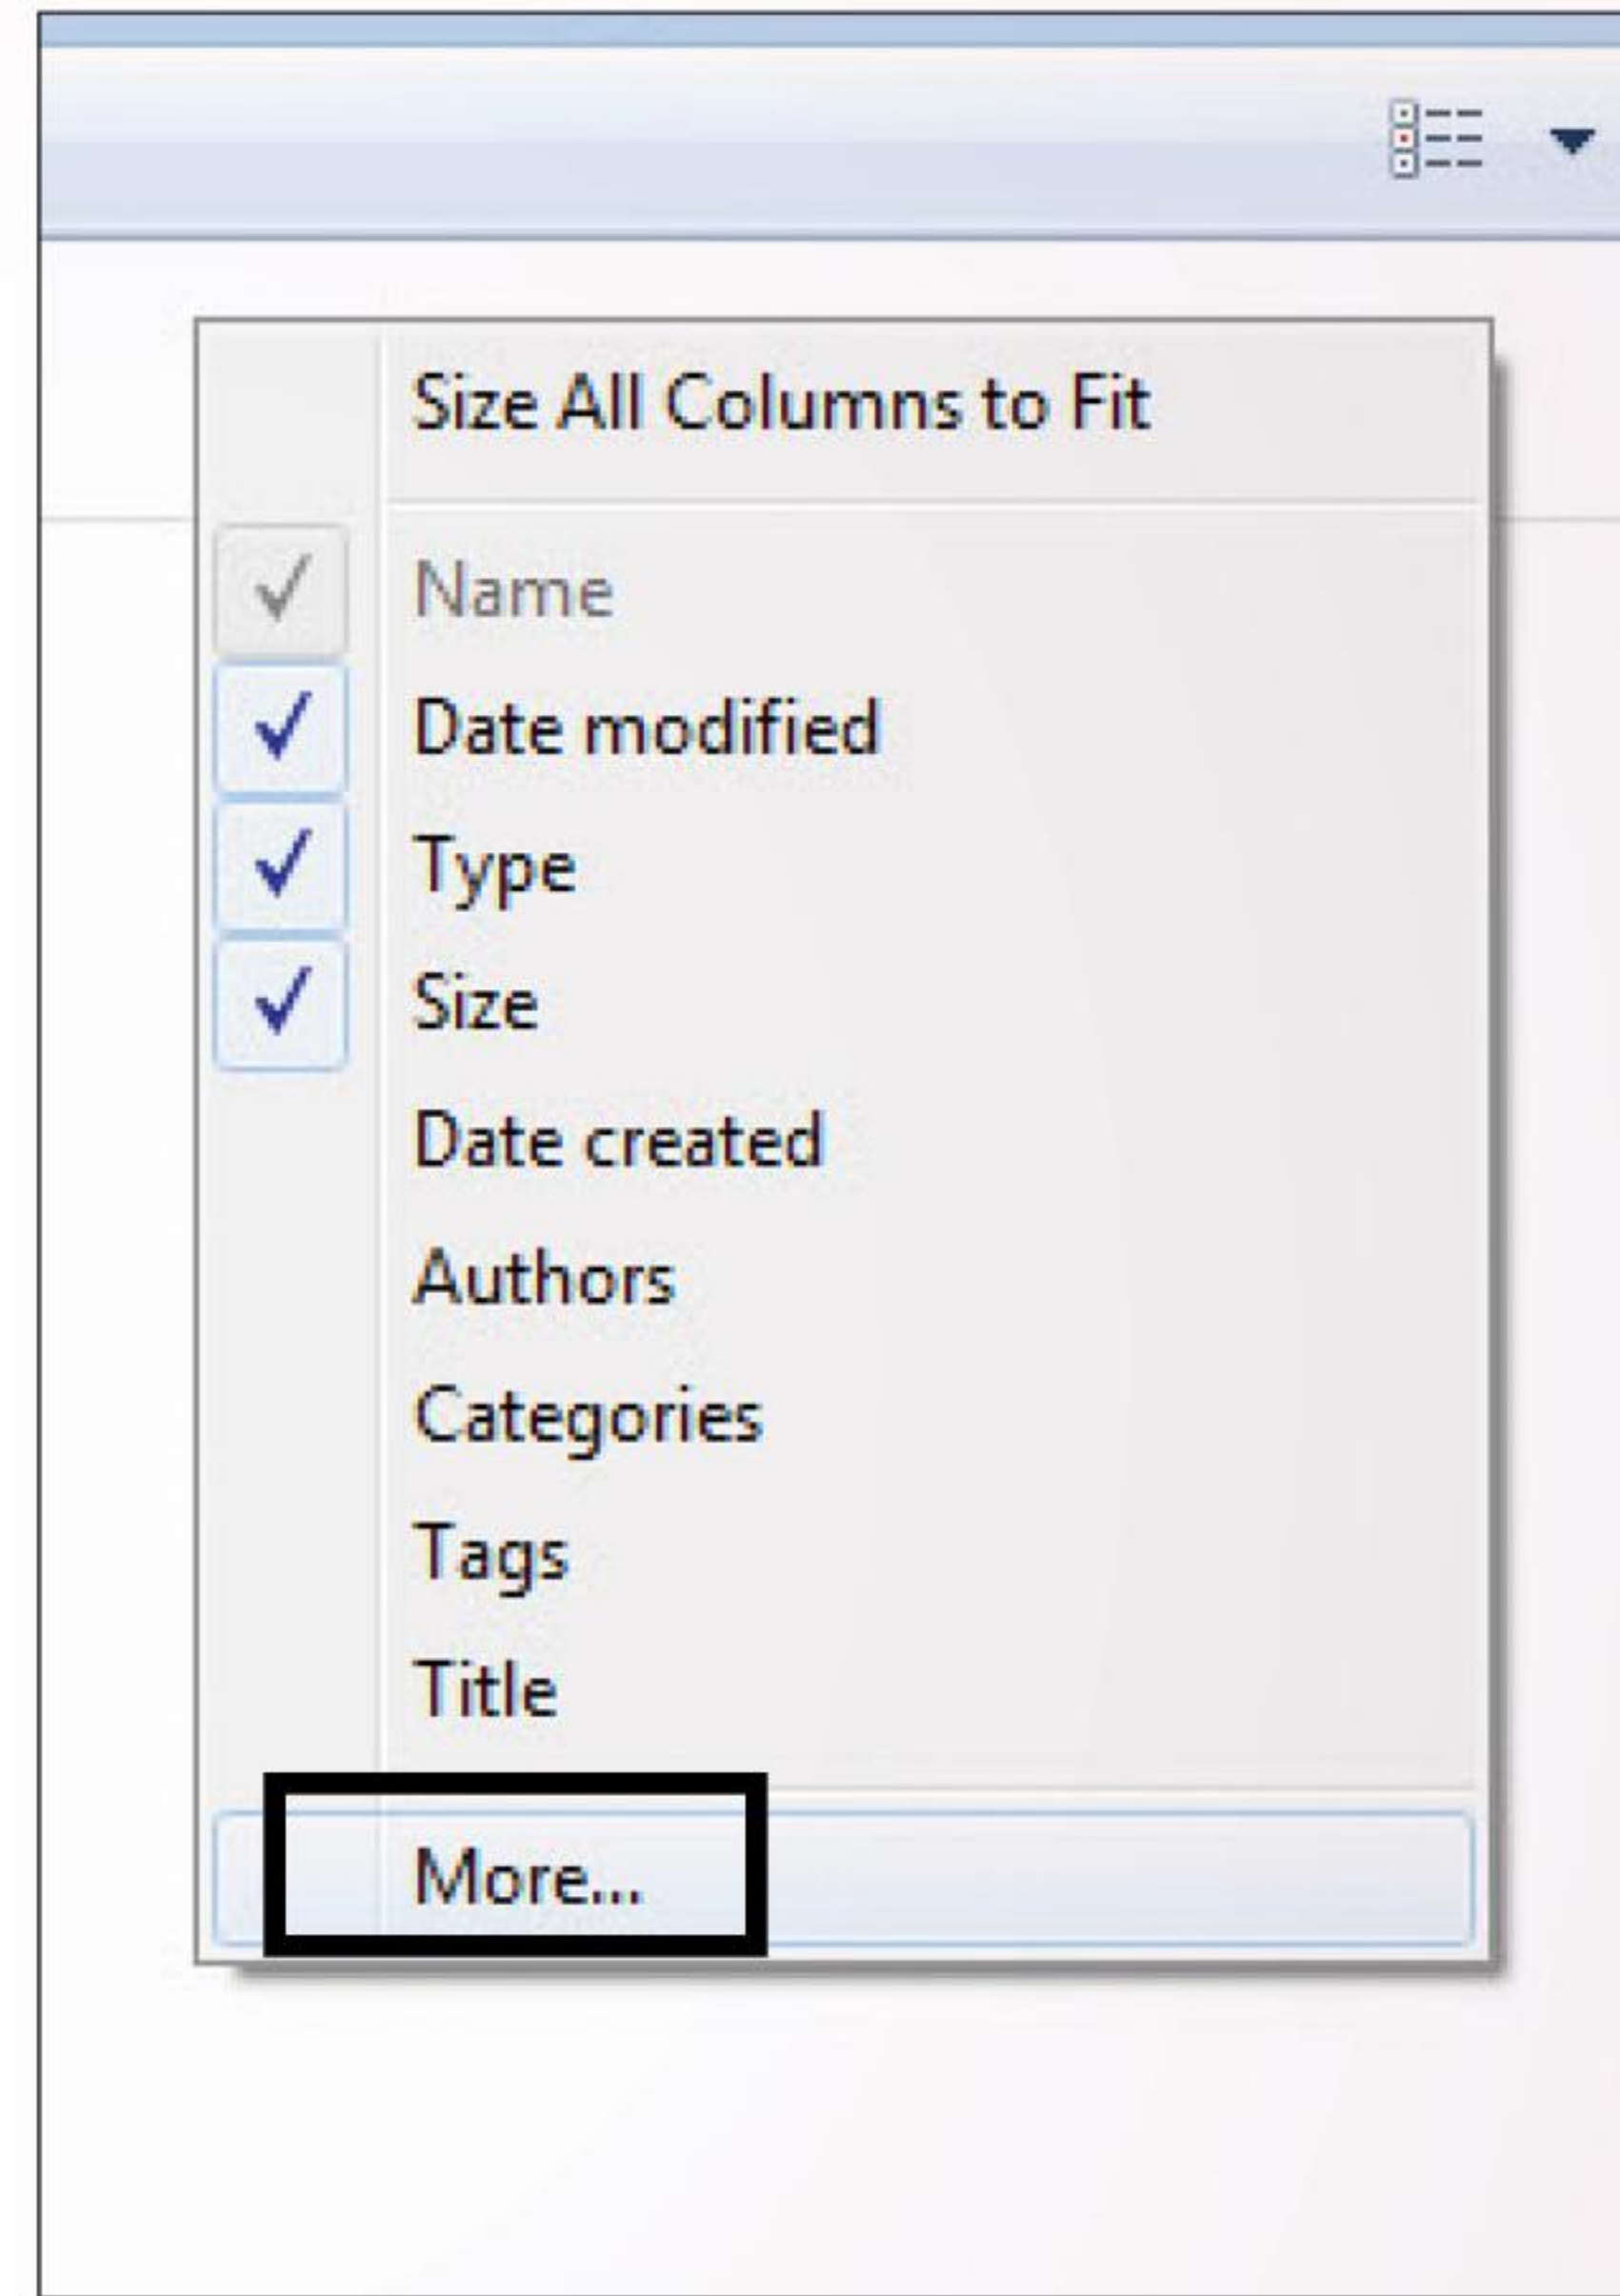 Size All Columns to Fit
Name
Date modified
Type
Size
Date created
Authors
Categories
Tags
Title
More...